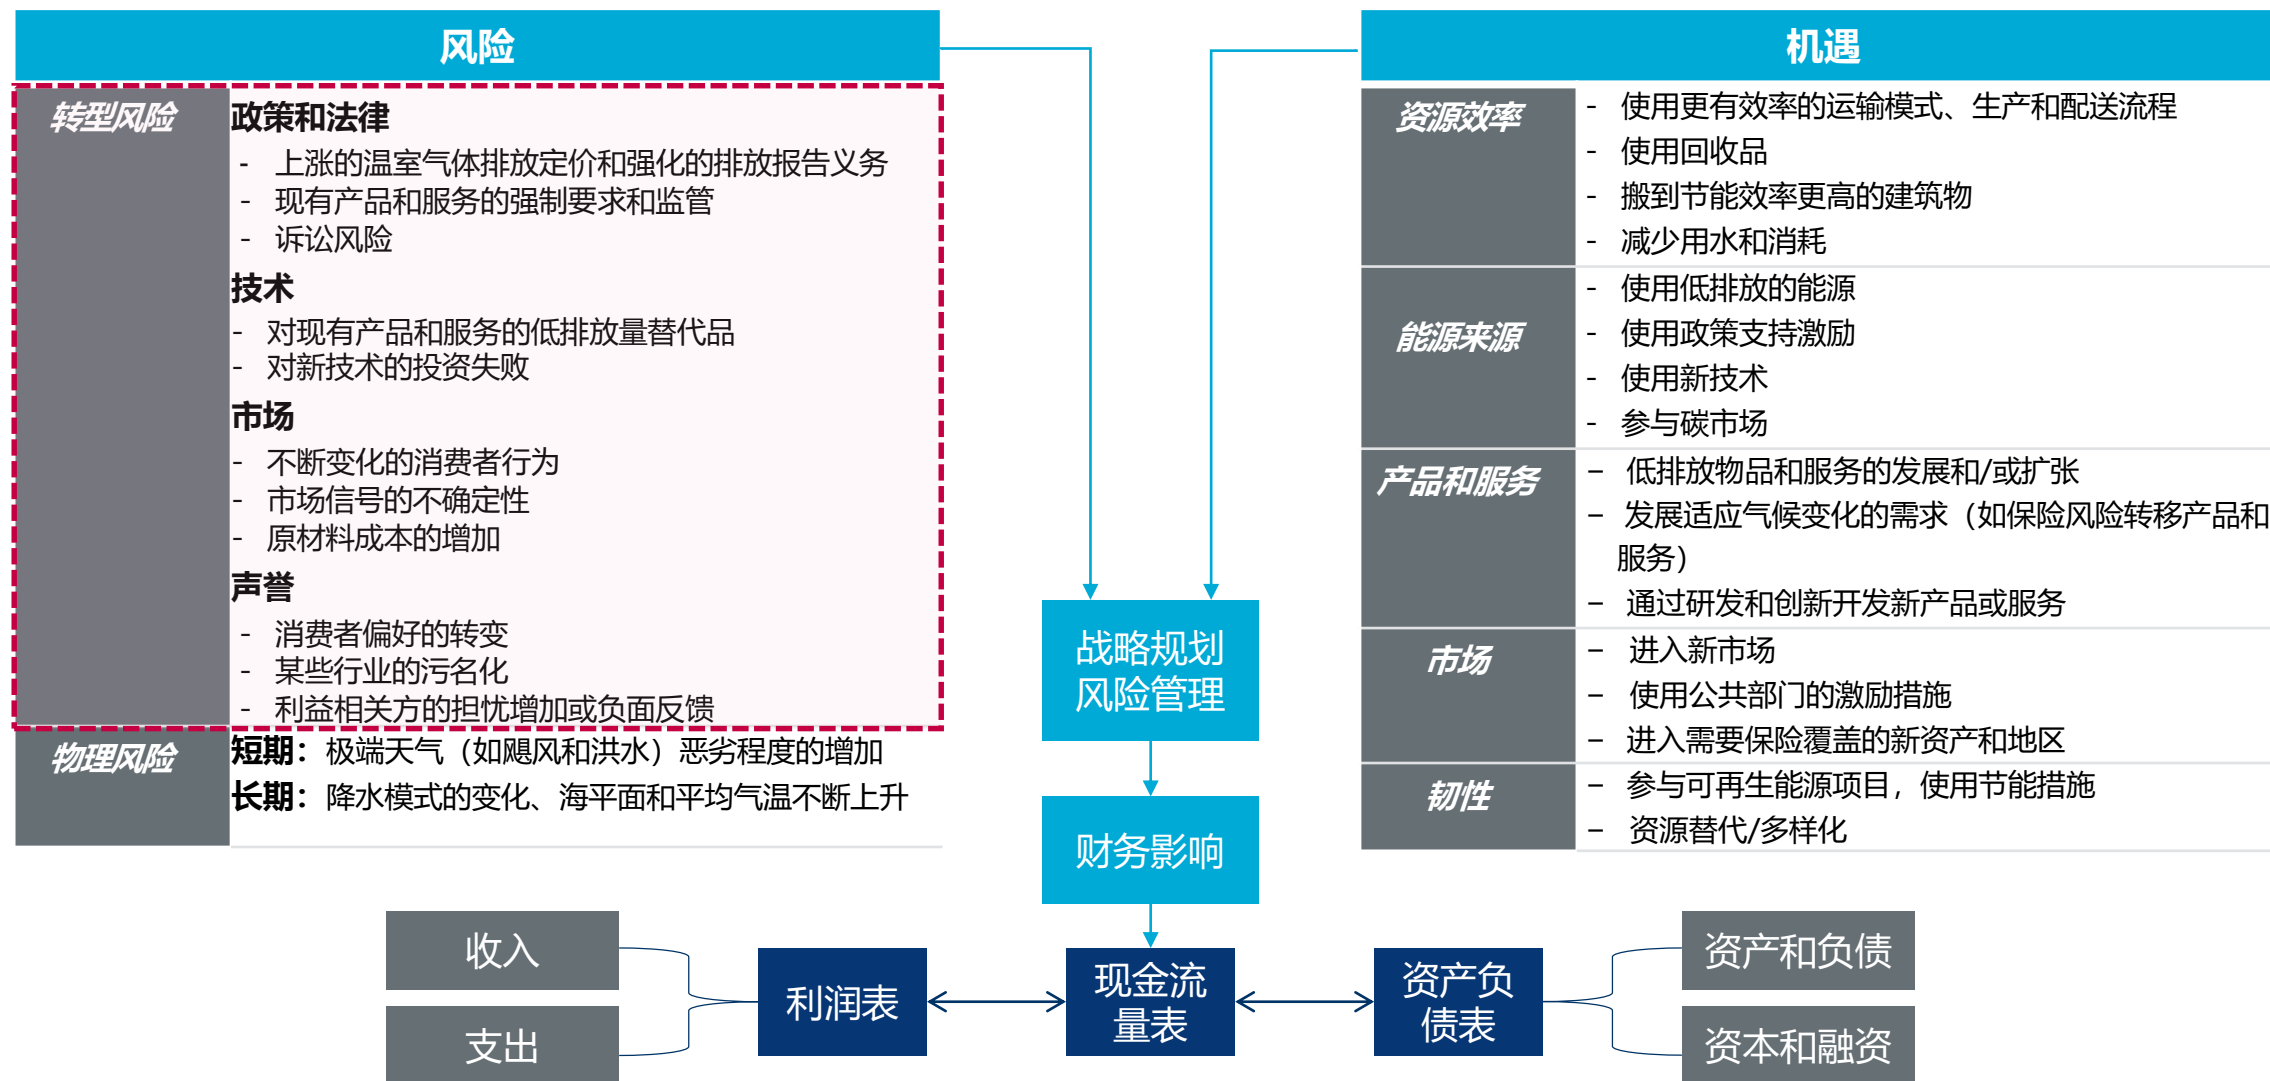 风险
转型风险
政策和法律
- 上涨的温室气体排放定价和强化的排放报告义务
- 现有产品和服务的强制要求和监管
- 诉讼风险
技术
- 对现有产品和服务的低排放量替代品
- 对新技术的投资失败
市场
- 不断变化的消费者行为
- 市场信号的不确定性
- 原材料成本的增加
声誉
- 消费者偏好的转变
- 某些行业的污名化
- 利益相关方的担忧增加或负面反馈
物理风险
短期：极端天气（如飓风和洪水）恶劣程度的增加
长期：降水模式的变化、海平面和平均气温不断上升
机遇
资源效率
- 使用更有效率的运输模式、生产和配送流程
- 使用回收品
- 搬到节能效率更高的建筑物
- 减少用水和消耗
能源来源
- 使用低排放的能源
- 使用政策支持激励
- 使用新技术
- 参与碳市场
产品和服务
– 低排放物品和服务的发展和/或扩张
– 发展适应气候变化的需求（如保险风险转移产品和
服务）
– 通过研发和创新开发新产品或服务
市场
– 进入新市场
– 使用公共部门的激励措施
– 进入需要保险覆盖的新资产和地区
韧性
– 参与可再生能源项目，使用节能措施
– 资源替代/多样化
战略规划
风险管理
财务影响
收入
支出
利润表
现金流
量表
资产负
债表
资产和负债
资本和融资